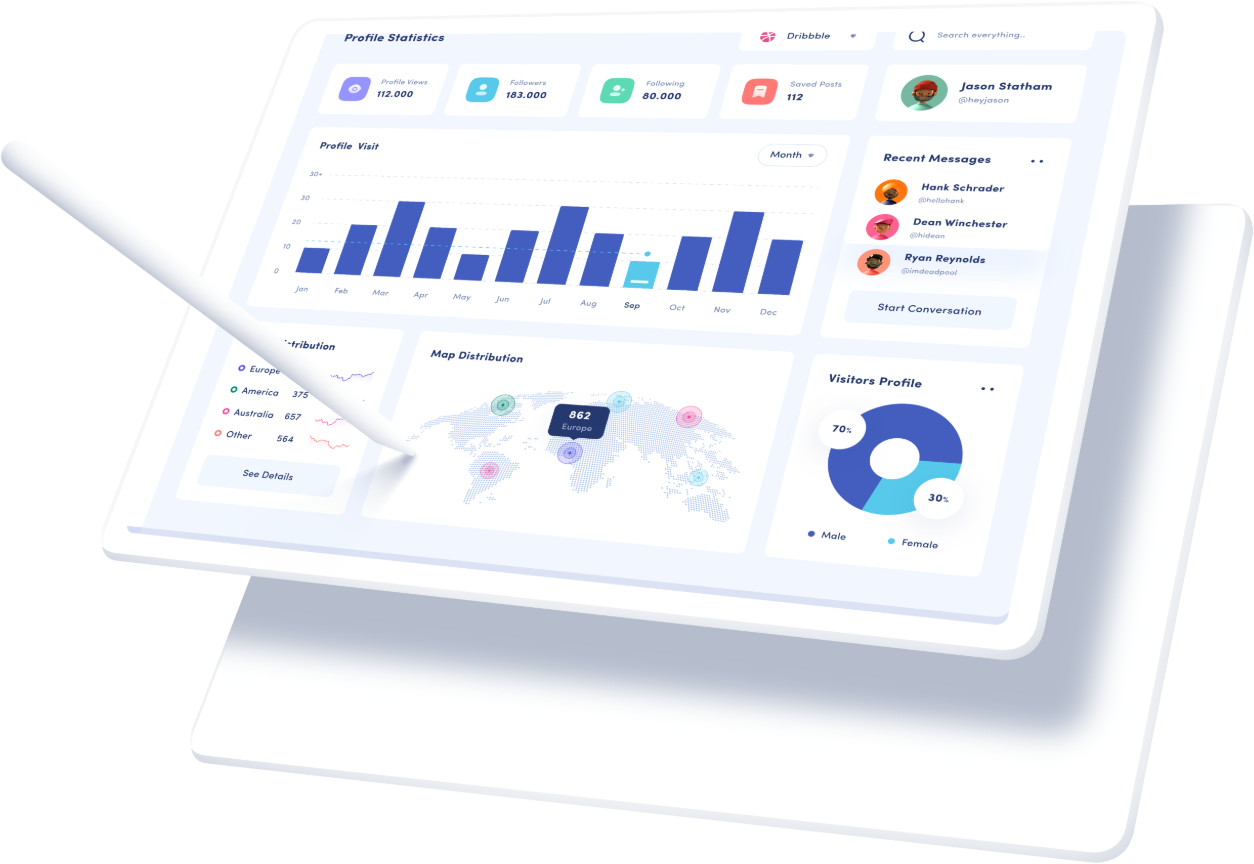 Profile Statistics
Dribbble
Search everything..
Profile Views
112.000
Followers
183.000
Following
80.000
Saved Posts
112
Jason Statham
@heyjason
Profile Visit
Month
30+
30
20
10
0
Jan
Feb
Mar
Apr
May
Jun
Jul
Aug
Sep
Oct
Nov
Dec
Recent Messages
Hank Schrader
@hellohank
Dean Winchester
@hidean
Ryan Reynolds
@imdeadpool
Start Conversation
tribution
Europe
America 375
Australia 657
Other 564
See Details
Map Distribution
862
Europe
Visitors Profile
70%
30%
Male
Female